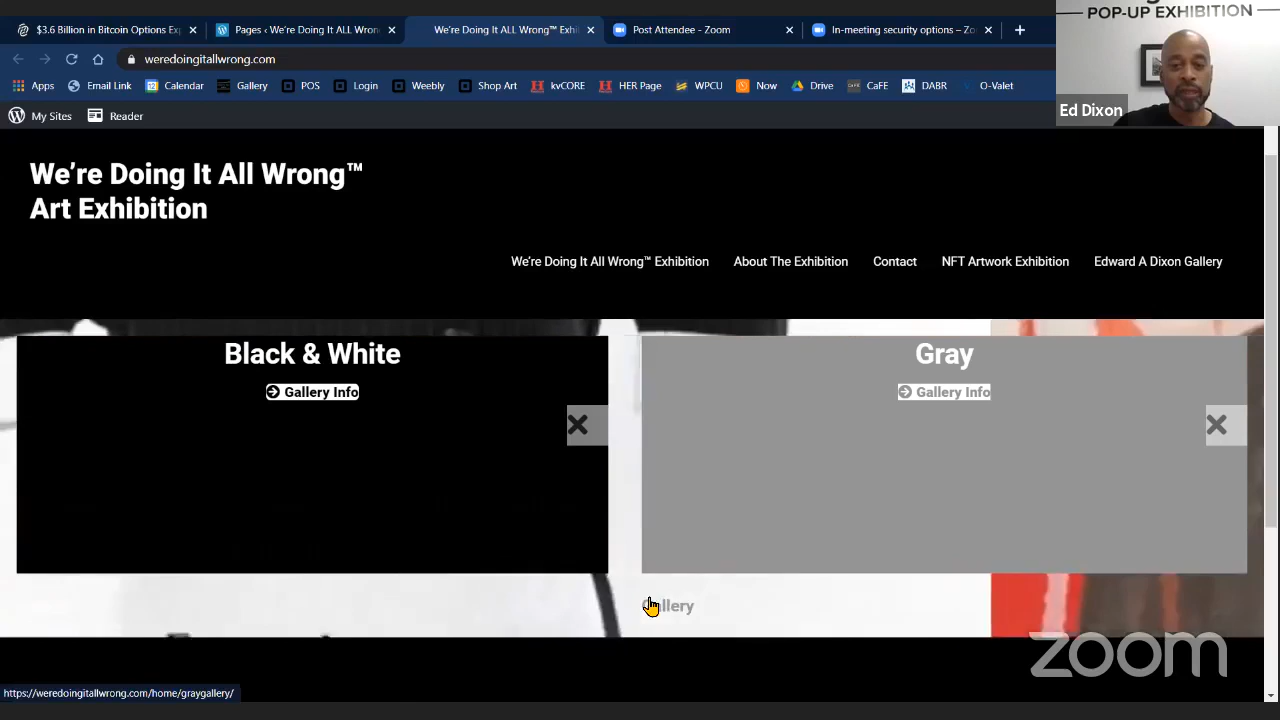 POP-UP EXHIBITION
$3.6 Billion in Bitcoin Options Exp
Pages ‹ We're Doing It ALL Wrong
We're Doing It ALL Wrong™ Exhi
Post Attendee - Zoom
In-meeting security options – Zo
weredoingitallwrong.com
Apps
Email Link
Calendar
Gallery
POS
Login
Weebly
Shop Art
kvCORE
HER Page
WPCU
Now
Drive
CaFE
DABR
O-Valet
Ed Dixon
My Sites
Reader
We're Doing It All Wrong™
Art Exhibition
We're Doing It All Wrong™ Exhibition
About The Exhibition
Contact
NFT Artwork Exhibition
Edward A Dixon Gallery
Black & White
Gallery Info
Gray
Gallery Info
Gallery
zoom
https://weredoingitallwrong.com/home/graygallery/